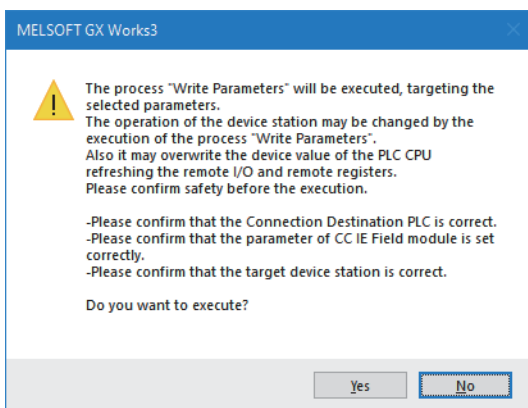 MELSOFT GX Works3
The process "Write Parameters" will be executed, targeting the
selected parameters.
The operation of the device station may be changed by the
execution of the process "Write Parameters".
Also it may overwrite the device value of the PLC CPU
refreshing the remote I/O and remote registers.
Please confirm safety before the execution.
-Please confirm that the Connection Destination PLC is correct.
-Please confirm that the parameter of CC IE Field module is set
correctly.
-Please confirm that the target device station is correct.
Do you want to execute?
Yes
No